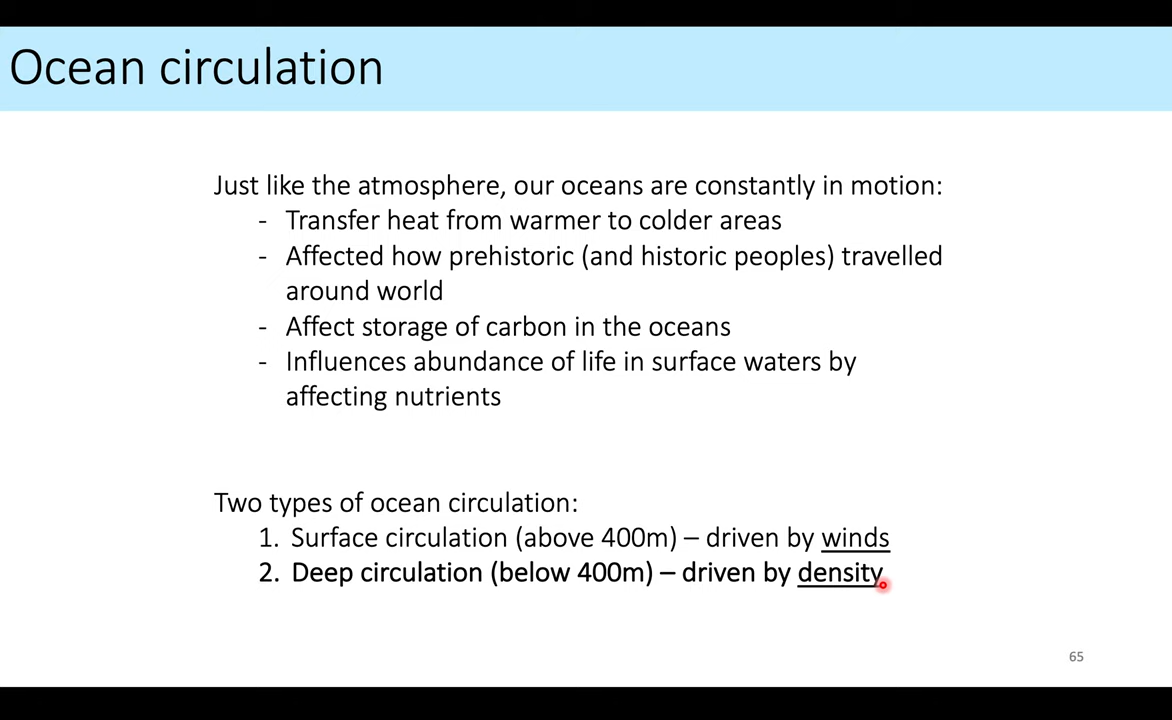 Ocean circulation
Just like the atmosphere, our oceans are constantly in motion:
- Transfer heat from warmer to colder areas
- Affected how prehistoric (and historic peoples) travelled
around world
- Affect storage of carbon in the oceans
- Influences abundance of life in surface waters by
affecting nutrients
Two types of ocean circulation:
1. Surface circulation (above 400m) – driven by winds
2. Deep circulation (below 400m) – driven by density
65